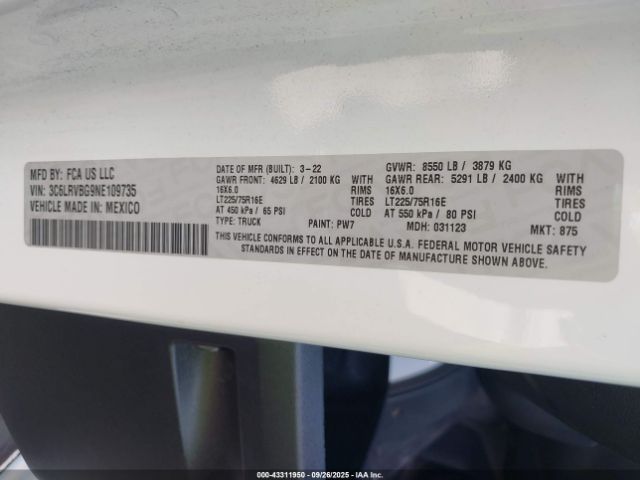 MFD BY: FCA US LLC
VIN: 3C6LRVBG9NE109735
VEHICLE MADE IN: MEXICO
DATE OF MFR (BUILT): 3-22
GVWR: 8550 LB / 3879 KG
GAWR FRONT: 4629 LB / 2100 KG WITH
GAWR REAR: 5291 LB / 2400 KG WITH
16X6.0 RIMS
16X6.0 RIMS
LT225/75R16E TIRES
LT225/75R16E TIRES
AT 450 kPa / 65 PSI COLD
AT 550 kPa / 80 PSI COLD
TYPE: TRUCK PAINT: PW7 MDH: 031123 MKT: 875
THIS VEHICLE CONFORMS TO ALL APPLICABLE U.S.A. FEDERAL MOTOR VEHICLE SAFETY
STANDARDS IN EFFECT ON THE DATE OF MANUFACTURE SHOWN ABOVE.
000-43311950 - 09/26/2025 - IAAI.COM